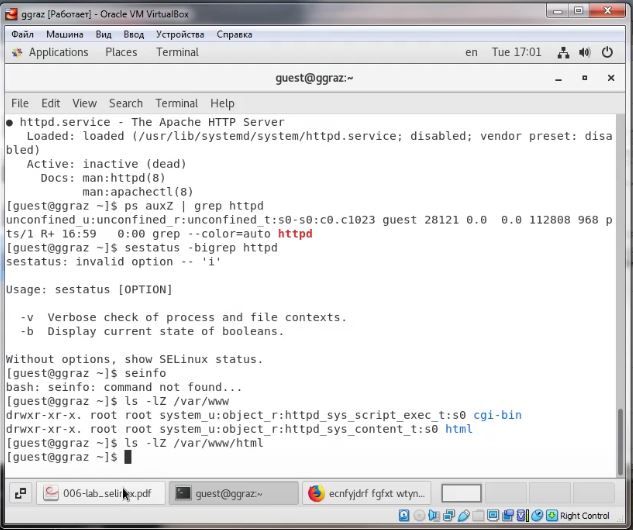 ggraz [Работает] - Oracle VM VirtualBox
Файл Машина Вид Ввод Устройства Справка
Applications Places Terminal en Tue 17:01
guest@ggraz:~
File Edit View Search Terminal Help
● httpd.service - The Apache HTTP Server
Loaded: loaded (/usr/lib/systemd/system/httpd.service; disabled; vendor preset: disa
bled)
Active: inactive (dead)
Docs: man:httpd(8)
man:apachectl(8)
[guest@ggraz ~]$ ps auxZ | grep httpd
unconfined_u:unconfined_r:unconfined_t:s0-s0:c0.c1023 guest 28121 0.0 0.0 112808 968 p
ts/1 R+ 16:59 0:00 grep --color=auto httpd
[guest@ggraz ~]$ sestatus -bigrep httpd
sestatus: invalid option -- 'i'
Usage: sestatus [OPTION]
-v Verbose check of process and file contexts.
-b Display current state of booleans.
Without options, show SELinux status.
[guest@ggraz ~]$ seinfo
bash: seinfo: command not found...
[guest@ggraz ~]$ ls -lZ /var/www
drwxr-xr-x. root root system_u:object_r:httpd_sys_script_exec_t:s0 cgi-bin
drwxr-xr-x. root root system_u:object_r:httpd_sys_content_t:s0 html
[guest@ggraz ~]$ ls -lZ /var/www/html
[guest@ggraz ~]$
006-lab_selinux.pdf guest@ggraz:~ ecnfyjdrf fgfxt wtyn...
Right Control